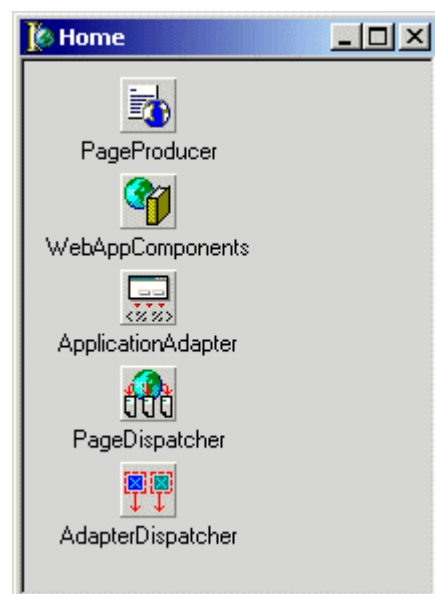 Home
PageProducer
WebAppComponents
<%%>
ApplicationAdapter
PageDispatcher
AdapterDispatcher